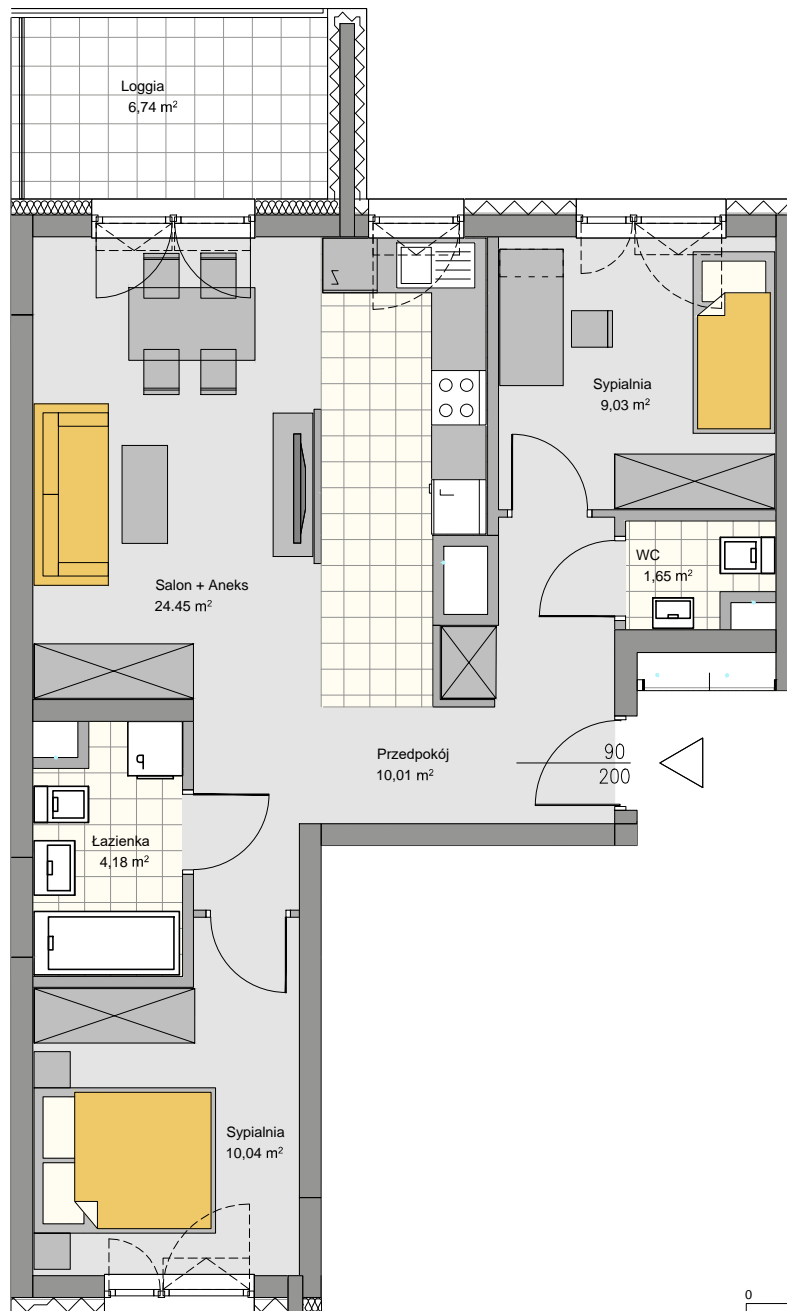 Loggia
6,74 m²
Sypialnia
9,03 m²
WC
1,65 m²
Salon + Aneks
24.45 m²
Przedpokój
10,01 m²
90
200
Łazienka
4,18 m²
Sypialnia
10,04 m²
0